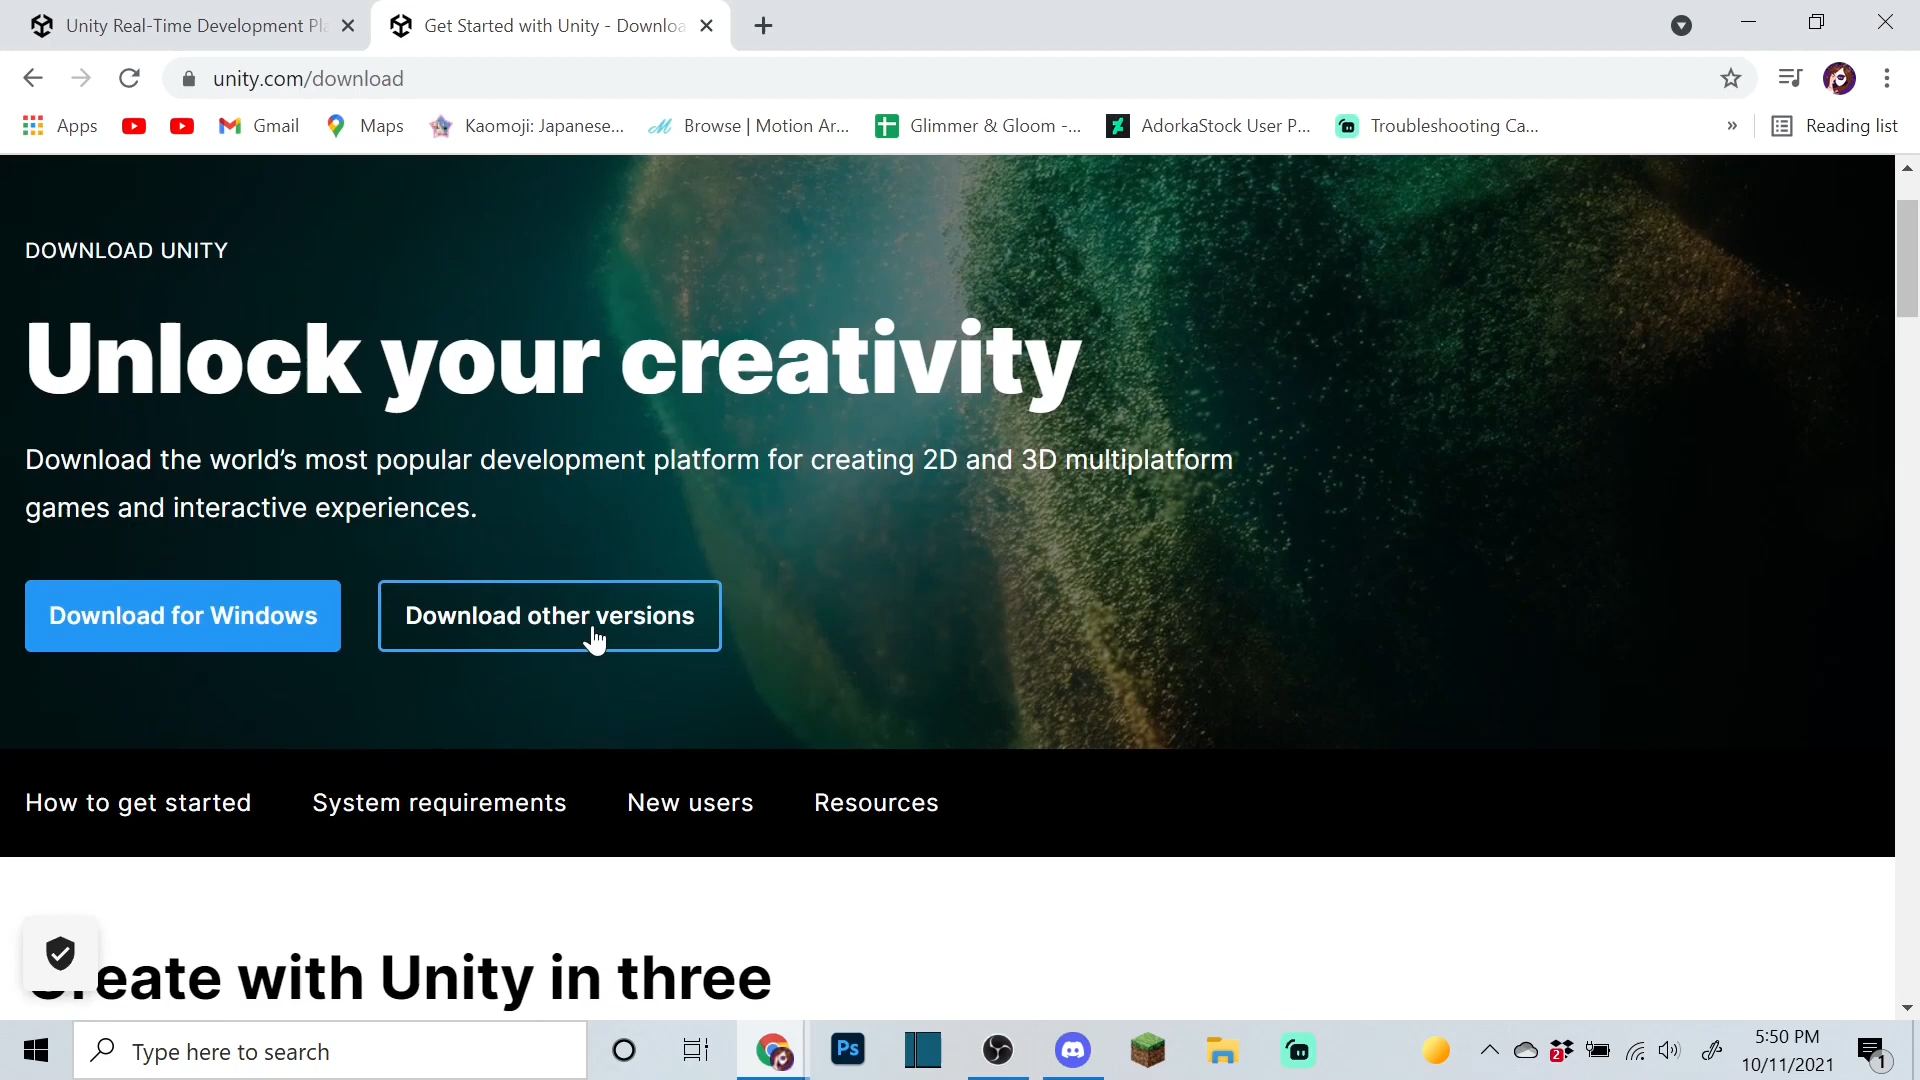 Unity Real-Time Development Pl
Get Started with Unity - Downloa
unity.com/download
Apps
Gmail
Maps
Kaomoji: Japanese...
Browse | Motion Ar...
Glimmer & Gloom -...
AdorkaStock User P...
Troubleshooting Ca...
»
Reading list
DOWNLOAD UNITY
Unlock your creativity
Download the world's most popular development platform for creating 2D and 3D multiplatform
games and interactive experiences.
Download for Windows
Download other versions
How to get started
System requirements
New users
Resources
Create with Unity in three
Type here to search
Ps
2
5:50 PM
10/11/2021
1